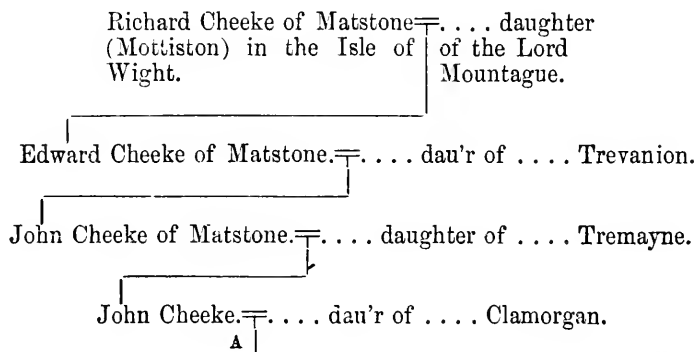 Richard Cheeke of Matstone=.... daughter
(Mottiston) in the Isle of of the Lord
Wight. Mountague.
Edward Cheeke of Matstone.=.... dau'r of .... Trevanion.
John Cheeke of Matstone.=.... daughter of .... Tremayne.
John Cheeke.=.... dau'r of .... Clamorgan.
A